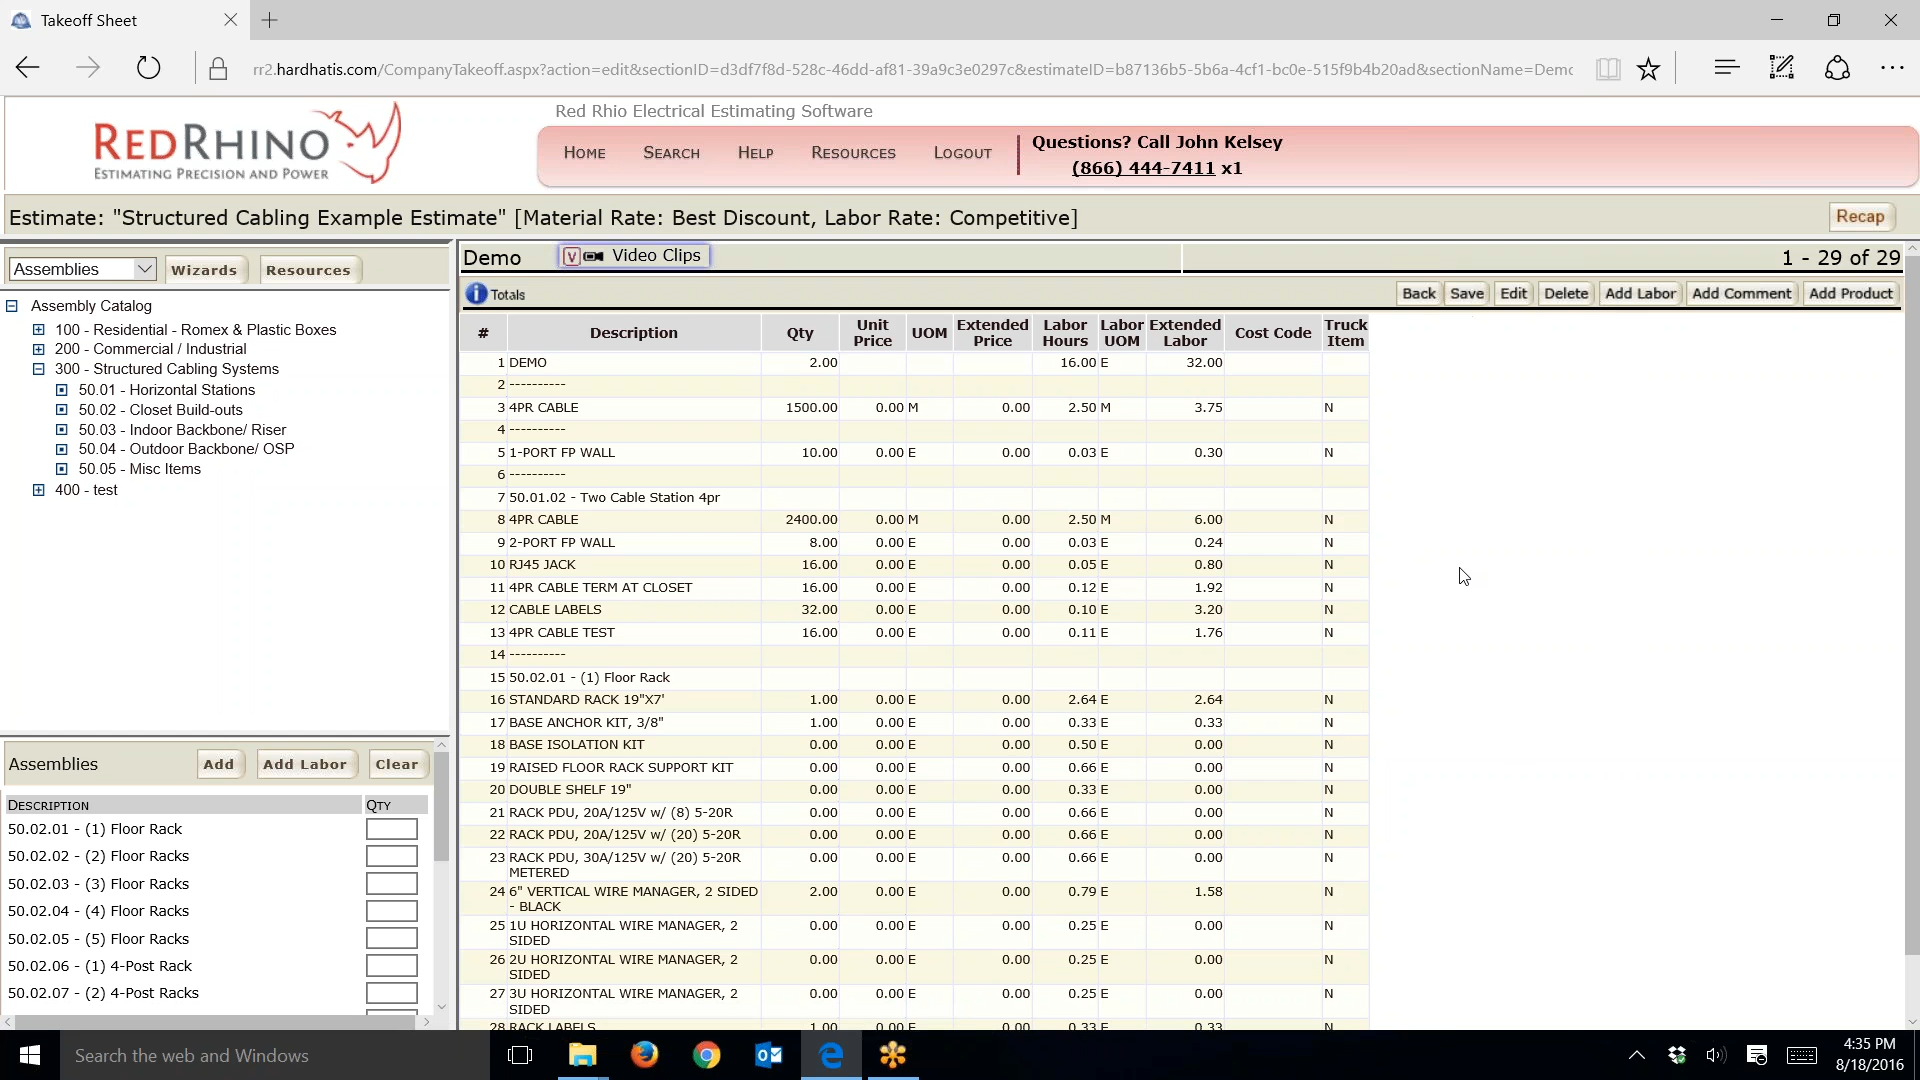 Takeoff Sheet
rr2.hardhatis.com/CompanyTakeoff.aspx?action=edit&sectionID=d3df7f8d-528c-46dd-af81-39a9c3e0297c&estimateID=b87136b5-5b6a-4cf1-bc0e-515f9b4b20ad&sectionName=Demo
Red Rhio Electrical Estimating Software
REDRHINO
ESTIMATING PRECISION AND POWER
HOME SEARCH HELP RESOURCES LOGOUT
Questions? Call John Kelsey
(866) 444-7411 x1
Estimate: "Structured Cabling Example Estimate" [Material Rate: Best Discount, Labor Rate: Competitive]
Recap
Assemblies Wizards Resources
Assembly Catalog
100 - Residential - Romex & Plastic Boxes
200 - Commercial / Industrial
300 - Structured Cabling Systems
50.01 - Horizontal Stations
50.02 - Closet Build-outs
50.03 - Indoor Backbone/ Riser
50.04 - Outdoor Backbone/ OSP
50.05 - Misc Items
400 - test
Assemblies Add Add Labor Clear
DESCRIPTION QTY
50.02.01 - (1) Floor Rack
50.02.02 - (2) Floor Racks
50.02.03 - (3) Floor Racks
50.02.04 - (4) Floor Racks
50.02.05 - (5) Floor Racks
50.02.06 - (1) 4-Post Rack
50.02.07 - (2) 4-Post Racks
Demo V Video Clips 1 - 29 of 29
i Totals Back Save Edit Delete Add Labor Add Comment Add Product
# Description Qty Unit Price UOM Extended Price Labor Hours Labor UOM Extended Labor Cost Code Truck Item
1 DEMO 2.00 16.00 E 32.00
2 ----------
3 4PR CABLE 1500.00 0.00 M 0.00 2.50 M 3.75 N
4 ----------
5 1-PORT FP WALL 10.00 0.00 E 0.00 0.03 E 0.30 N
6 ----------
7 50.01.02 - Two Cable Station 4pr
8 4PR CABLE 2400.00 0.00 M 0.00 2.50 M 6.00 N
9 2-PORT FP WALL 8.00 0.00 E 0.00 0.03 E 0.24 N
10 RJ45 JACK 16.00 0.00 E 0.00 0.05 E 0.80 N
11 4PR CABLE TERM AT CLOSET 16.00 0.00 E 0.00 0.12 E 1.92 N
12 CABLE LABELS 32.00 0.00 E 0.00 0.10 E 3.20 N
13 4PR CABLE TEST 16.00 0.00 E 0.00 0.11 E 1.76 N
14 ----------
15 50.02.01 - (1) Floor Rack
16 STANDARD RACK 19"X7' 1.00 0.00 E 0.00 2.64 E 2.64 N
17 BASE ANCHOR KIT, 3/8" 1.00 0.00 E 0.00 0.33 E 0.33 N
18 BASE ISOLATION KIT 0.00 0.00 E 0.00 0.50 E 0.00 N
19 RAISED FLOOR RACK SUPPORT KIT 0.00 0.00 E 0.00 0.66 E 0.00 N
20 DOUBLE SHELF 19" 0.00 0.00 E 0.00 0.33 E 0.00 N
21 RACK PDU, 20A/125V w/ (8) 5-20R 0.00 0.00 E 0.00 0.66 E 0.00 N
22 RACK PDU, 20A/125V w/ (20) 5-20R 0.00 0.00 E 0.00 0.66 E 0.00 N
23 RACK PDU, 30A/125V w/ (20) 5-20R 0.00 0.00 E 0.00 0.66 E 0.00 N
METERED
24 6" VERTICAL WIRE MANAGER, 2 SIDED 2.00 0.00 E 0.00 0.79 E 1.58 N
- BLACK
25 1U HORIZONTAL WIRE MANAGER, 2 0.00 0.00 E 0.00 0.25 E 0.00 N
SIDED
26 2U HORIZONTAL WIRE MANAGER, 2 0.00 0.00 E 0.00 0.25 E 0.00 N
SIDED
27 3U HORIZONTAL WIRE MANAGER, 2 0.00 0.00 E 0.00 0.25 E 0.00 N
SIDED
28 RACK LABELS 1.00 0.00 E 0.00 0.33 E 0.33 N
Search the web and Windows
4:35 PM
8/18/2016